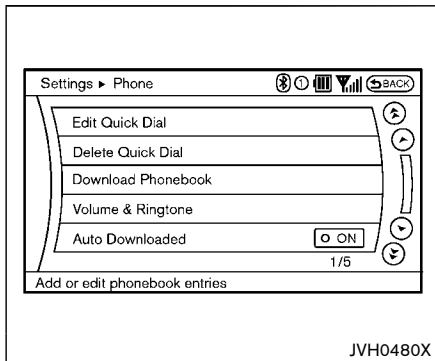 Settings ► Phone ① BACK
Edit Quick Dial
Delete Quick Dial
Download Phonebook
Volume & Ringtone
Auto Downloaded ON
1/5
Add or edit phonebook entries
JVH0480X